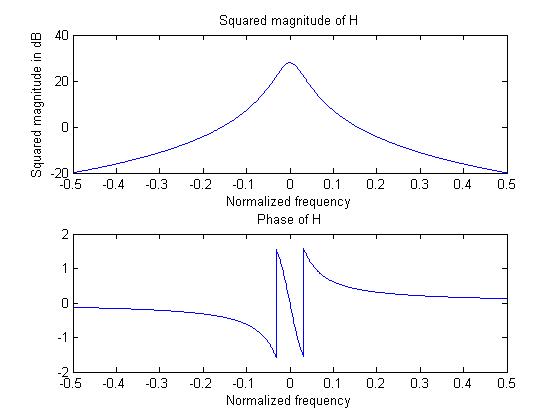 Squared magnitude of H
40
20
0
-20
Squared magnitude in dB
-0.5 -0.4 -0.3 -0.2 -0.1 0 0.1 0.2 0.3 0.4 0.5
Normalized frequency
Phase of H
2
1
0
-1
-2
-0.5 -0.4 -0.3 -0.2 -0.1 0 0.1 0.2 0.3 0.4 0.5
Normalized frequency